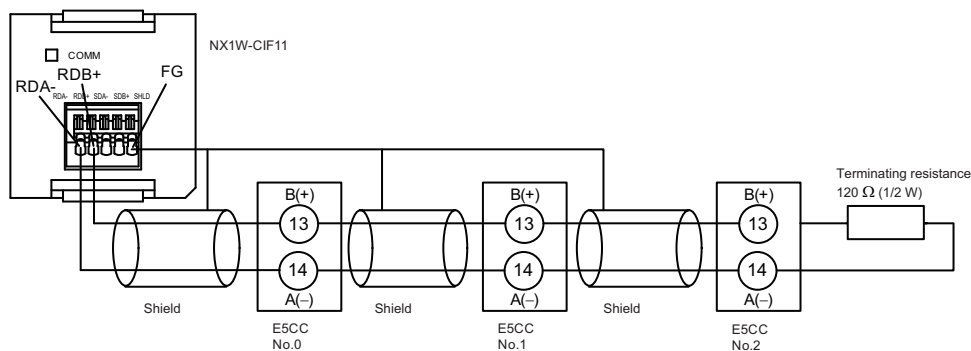 NX1W-CIF11
COMM
RDB+
FG
RDA-
RDA- RDB+ SDA- SDB+ SHLD
Terminating resistance
120 Ω (1/2 W)
B(+)
B(+)
B(+)
13
13
13
14
14
14
A(–)
A(–)
A(–)
Shield
Shield
Shield
E5CC
No.0
E5CC
No.1
E5CC
No.2